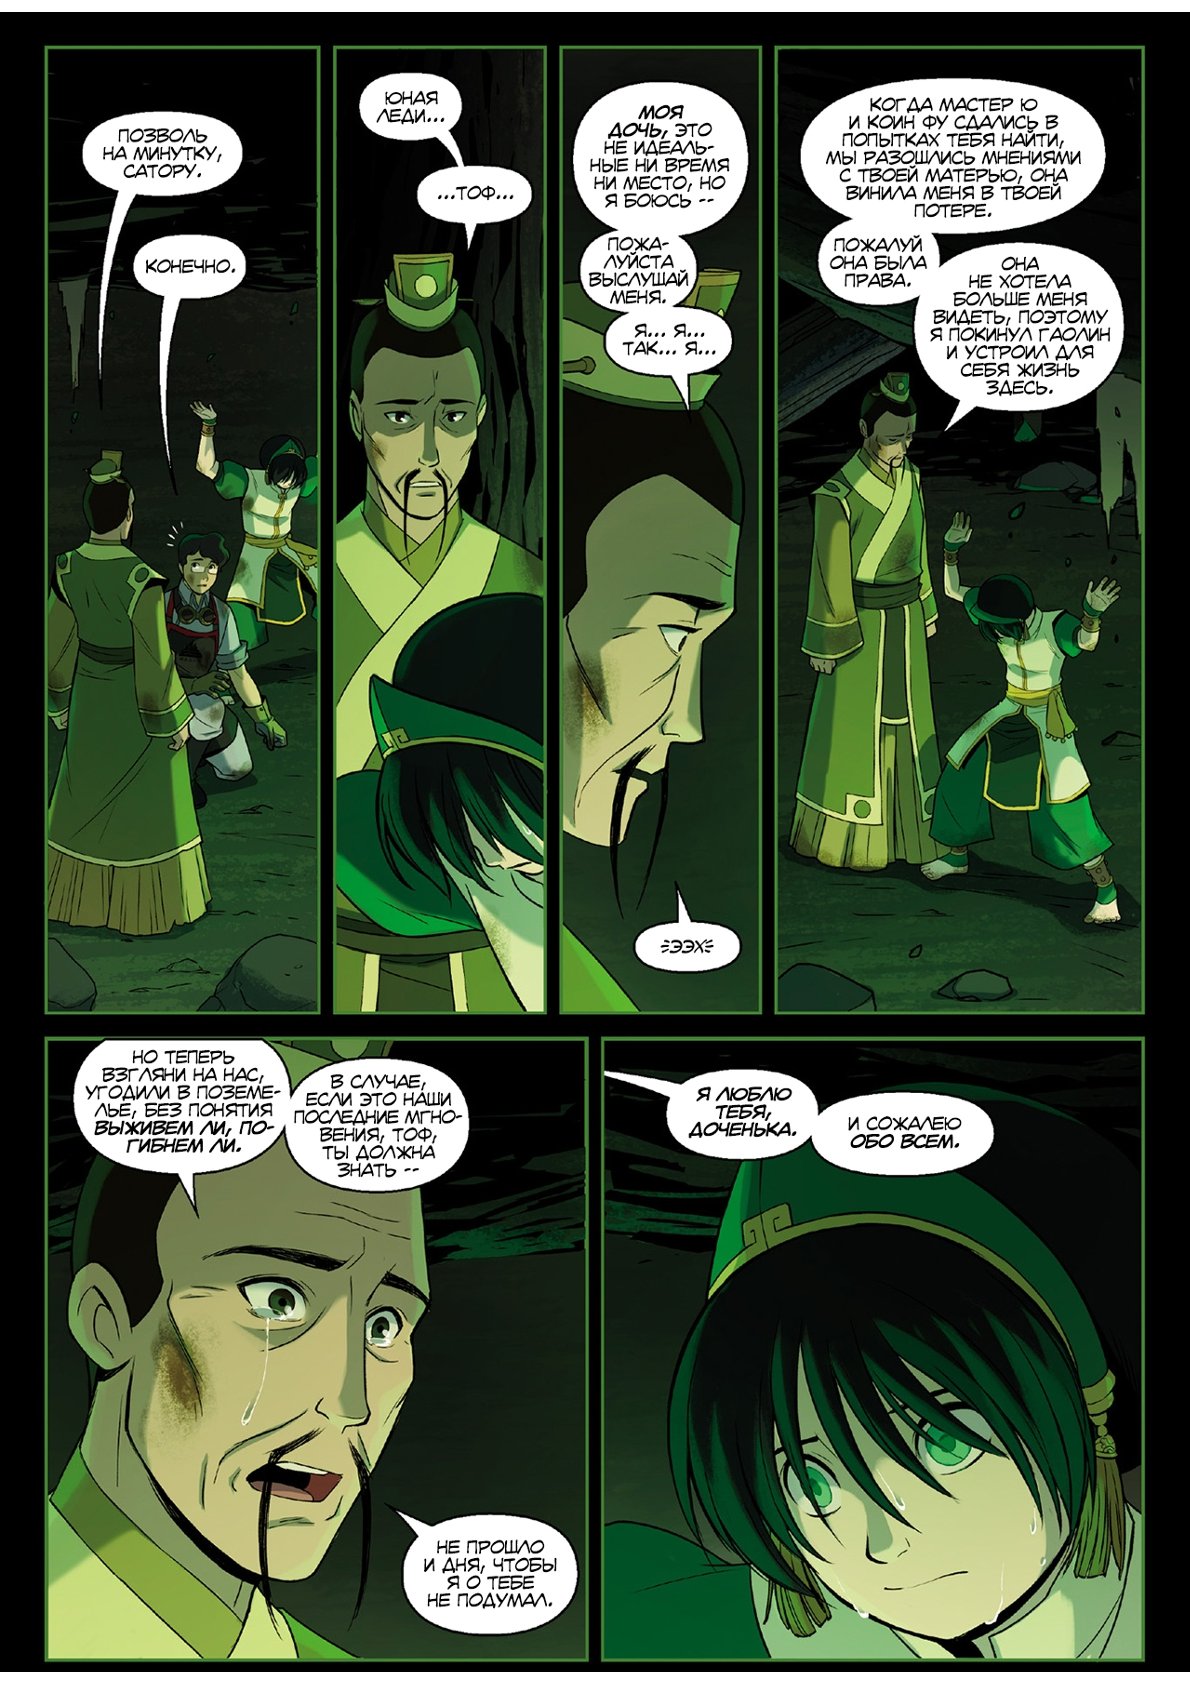 ПОЗВОЛЬ
НА МИНУТКУ,
САТОРУ.
КОНЕЧНО.
ЮНАЯ
ЛЕДИ...
...ТОФ...
МОЯ
ДОЧЬ, ЭТО
НЕ ИДЕАЛЬ-
НЫЕ НИ ВРЕМЯ
НИ МЕСТО, НО
Я БОЮСЬ --
ПОЖА-
ЛУЙСТА
ВЫСЛУШАЙ
МЕНЯ.
Я... Я...
ТАК... Я...
ЭЭХ
КОГДА МАСТЕР Ю
И КСИН ФУ СДАЛИСЬ В
ПОПЫТКАХ ТЕБЯ НАЙТИ,
МЫ РАЗОШЛИСЬ МНЕНИЯМИ
С ТВОЕЙ МАТЕРЬЮ, ОНА
ВИНИЛА МЕНЯ В ТВОЕЙ
ПОТЕРЕ.
ПОЖАЛУЙ
ОНА БЫЛА
ПРАВА.
ОНА
НЕ ХОТЕЛА
БОЛЬШЕ МЕНЯ
ВИДЕТЬ, ПОЭТОМУ
Я ПОКИНУЛ ГАОЛИН
И УСТРОИЛ ДЛЯ
СЕБЯ ЖИЗНЬ
ЗДЕСЬ.
НО ТЕПЕРЬ
ВЗГЛЯНИ НА НАС,
УГОДИЛИ В ПОДЗЕМЕ-
ЛЬЕ, БЕЗ ПОНЯТИЯ
ВЫЖИВЕМ ЛИ, ПО-
ГИБНЕМ ЛИ.
В СЛУЧАЕ,
ЕСЛИ ЭТО НАШИ
ПОСЛЕДНИЕ МГНО-
ВЕНИЯ, ТОФ,
ТЫ ДОЛЖНА
ЗНАТЬ --
НЕ ПРОШЛО
И ДНЯ, ЧТОБЫ
Я О ТЕБЕ
НЕ ПОДУМАЛ.
Я ЛЮБЛЮ
ТЕБЯ,
ДОЧЕНЬКА.
И СОЖАЛЕЮ
ОБО ВСЕМ.